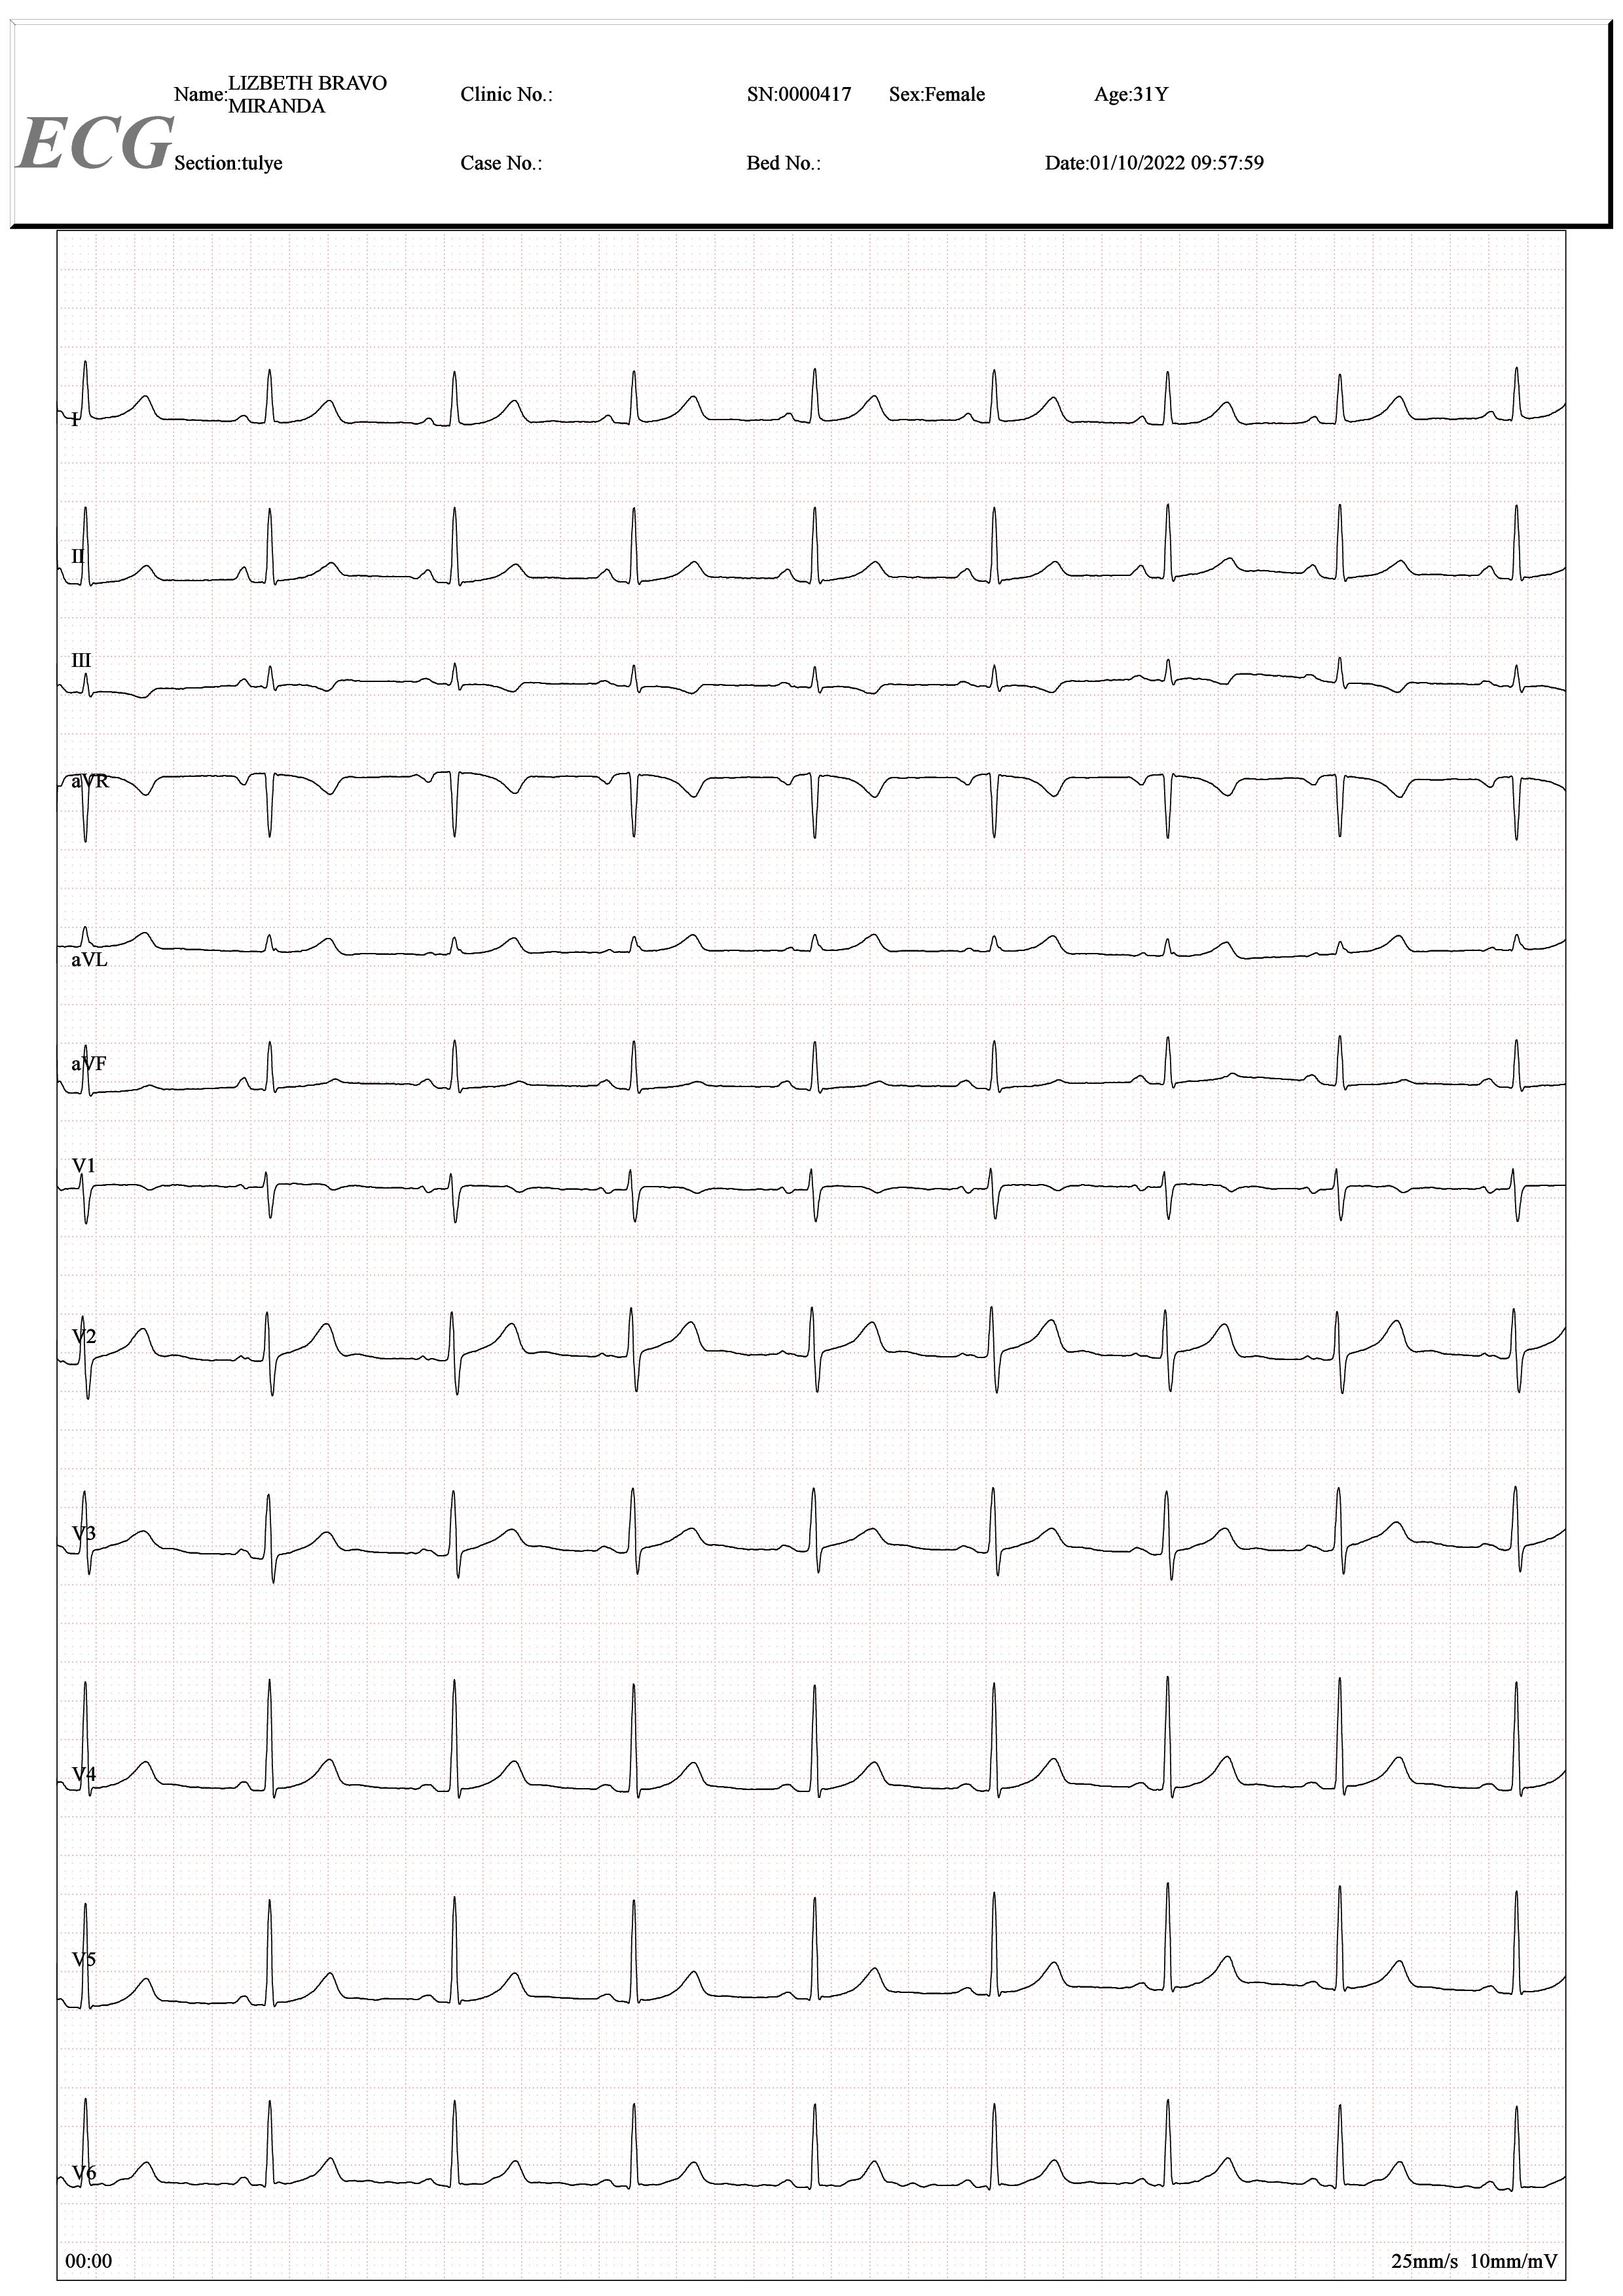 ECG
Name:LIZBETH BRAVO MIRANDA
Clinic No.:
SN:0000417
Sex:Female
Age:31Y
Section:tulye
Case No.:
Bed No.:
Date:01/10/2022 09:57:59
I
II
III
aVR
aVL
aVF
V1
V2
V3
V4
V5
V6
00:00
25mm/s 10mm/mV